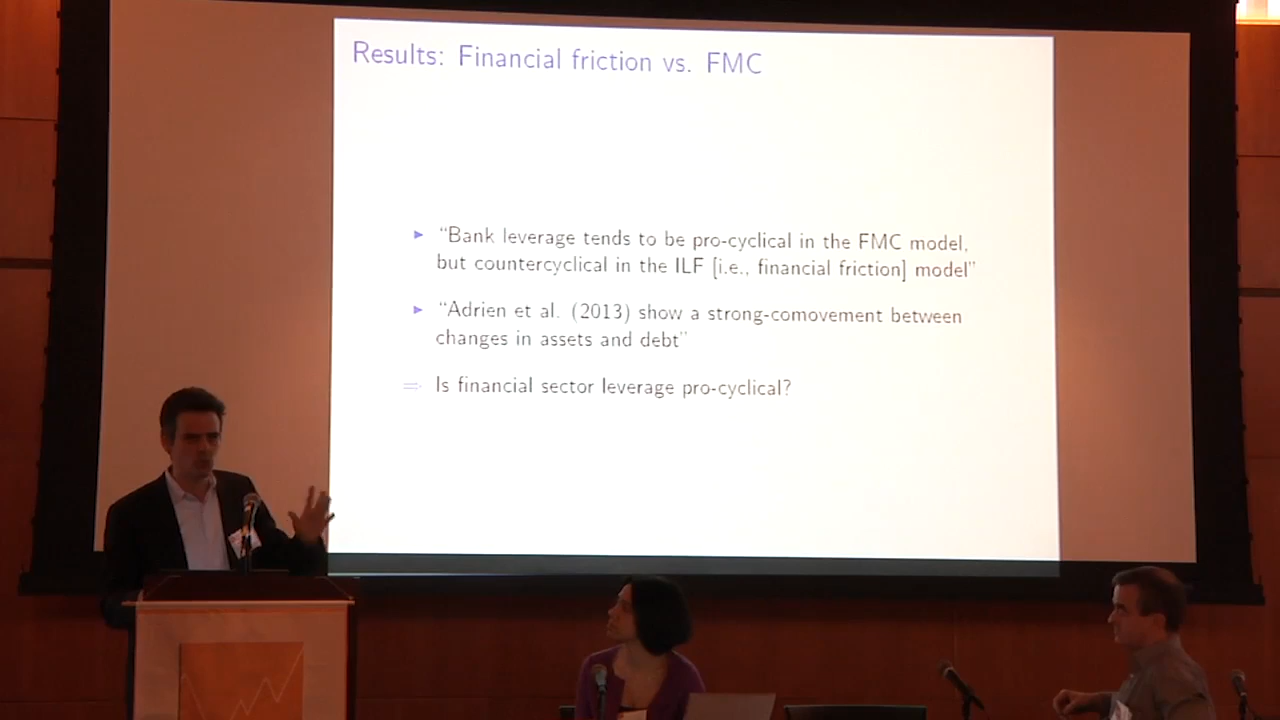 Results: Financial friction vs. FMC
“Bank leverage tends to be pro-cyclical in the FMC model,
but countercyclical in the ILF [i.e., financial friction] model”
“Adrien et al. (2013) show a strong-comovement between
changes in assets and debt”
Is financial sector leverage pro-cyclical?